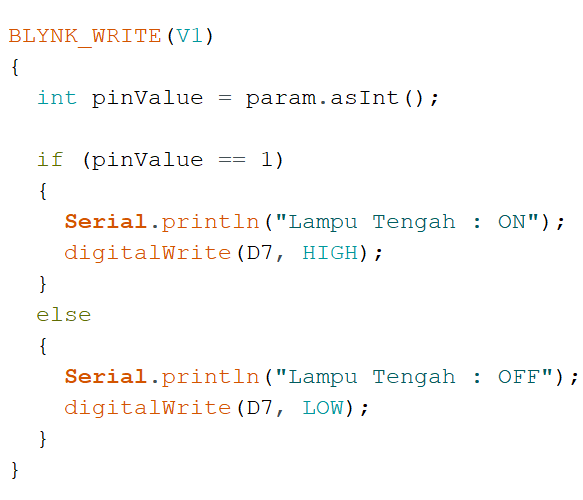 BLYNK_WRITE(V1)
{
  int pinValue = param.asInt();

  if (pinValue == 1)
  {
    Serial.println("Lampu Tengah : ON");
    digitalWrite(D7, HIGH);
  }
  else
  {
    Serial.println("Lampu Tengah : OFF");
    digitalWrite(D7, LOW);
  }
}